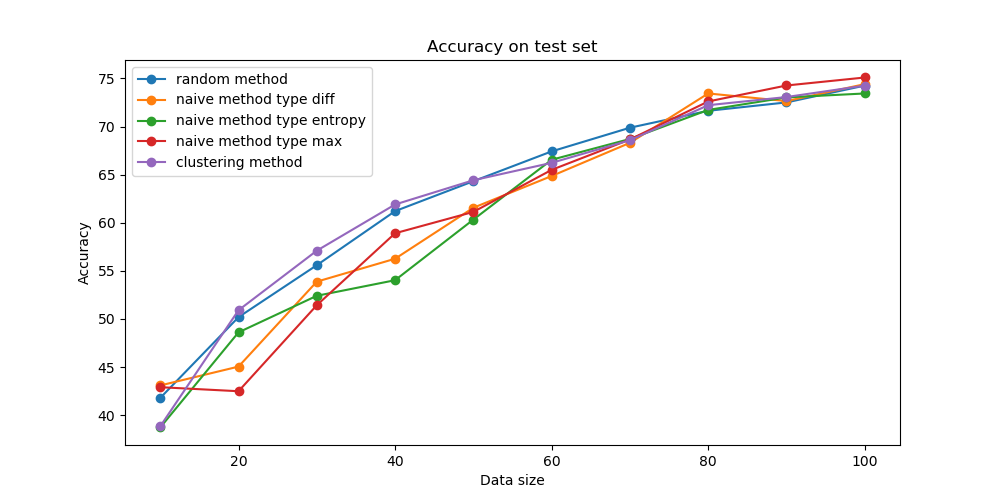 Accuracy on test set
random method
naive method type diff
naive method type entropy
naive method type max
clustering method
75
70
65
60
55
50
45
40
Accuracy
20 40 60 80 100
Data size